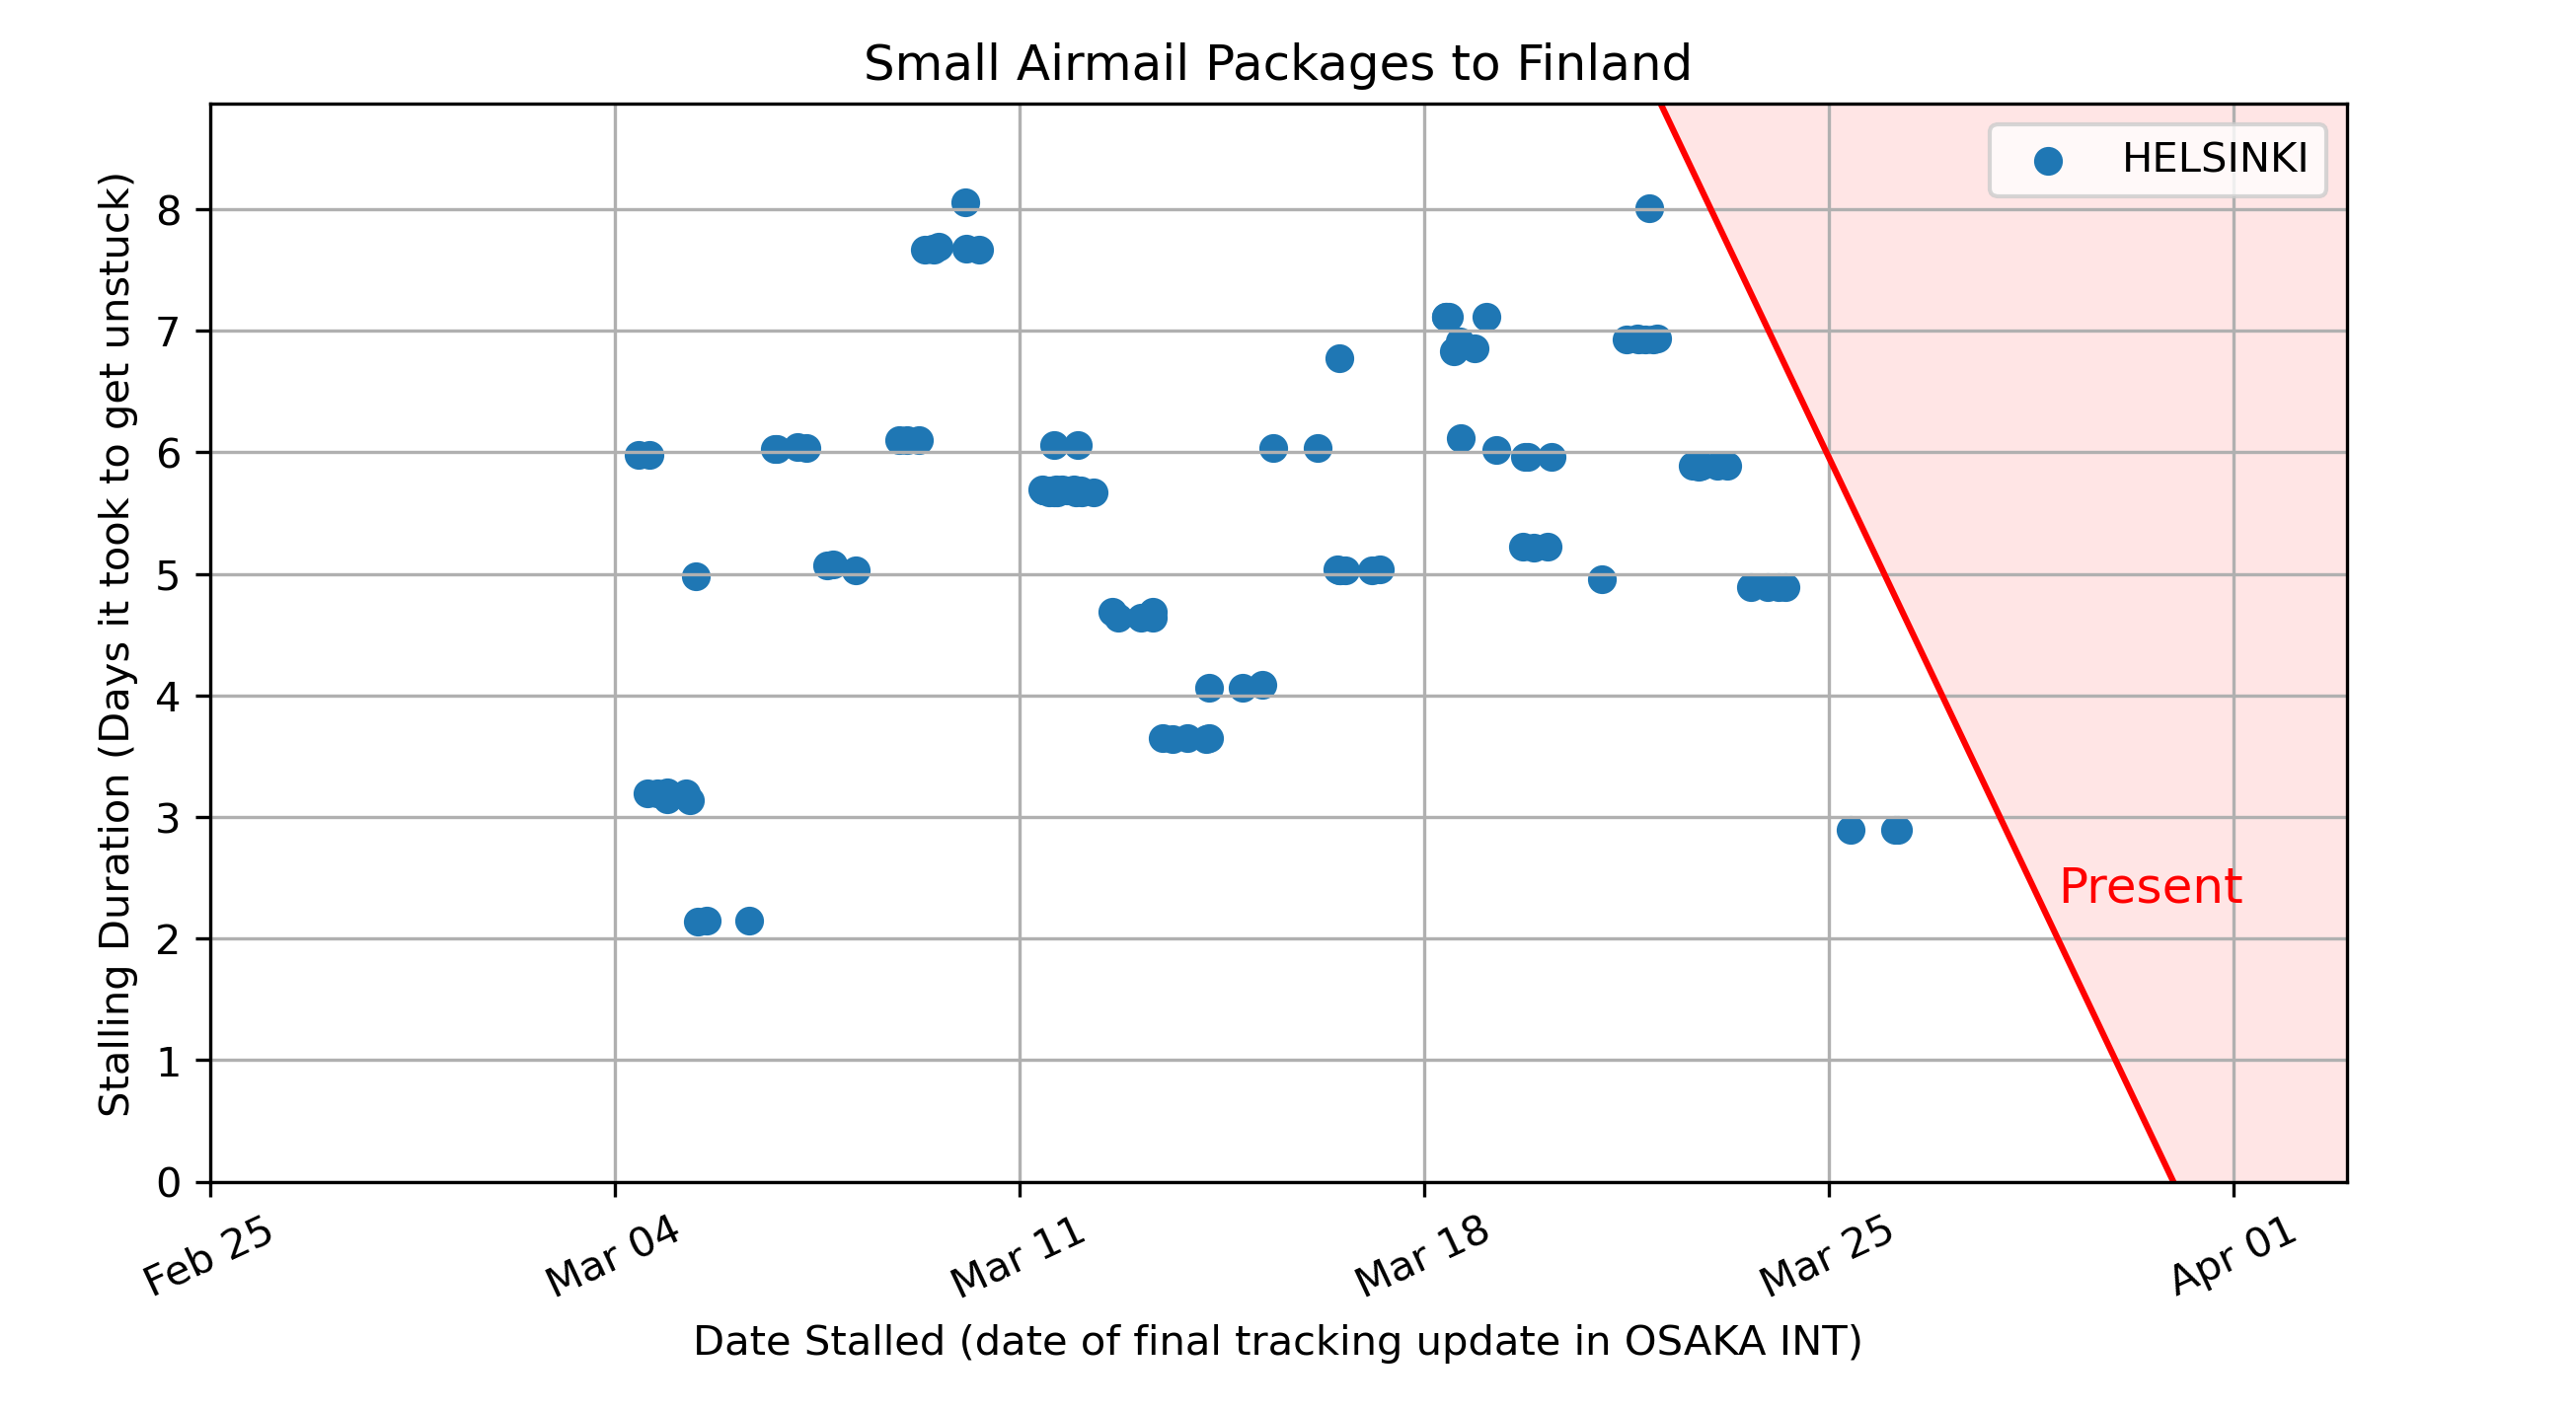 Small Airmail Packages to Finland
HELSINKI
Stalling Duration (Days it took to get unstuck)
8
7
6
5
4
3
2
1
0
Present
Feb 25
Mar 04
Mar 11
Mar 18
Mar 25
Apr 01
Date Stalled (date of final tracking update in OSAKA INT)